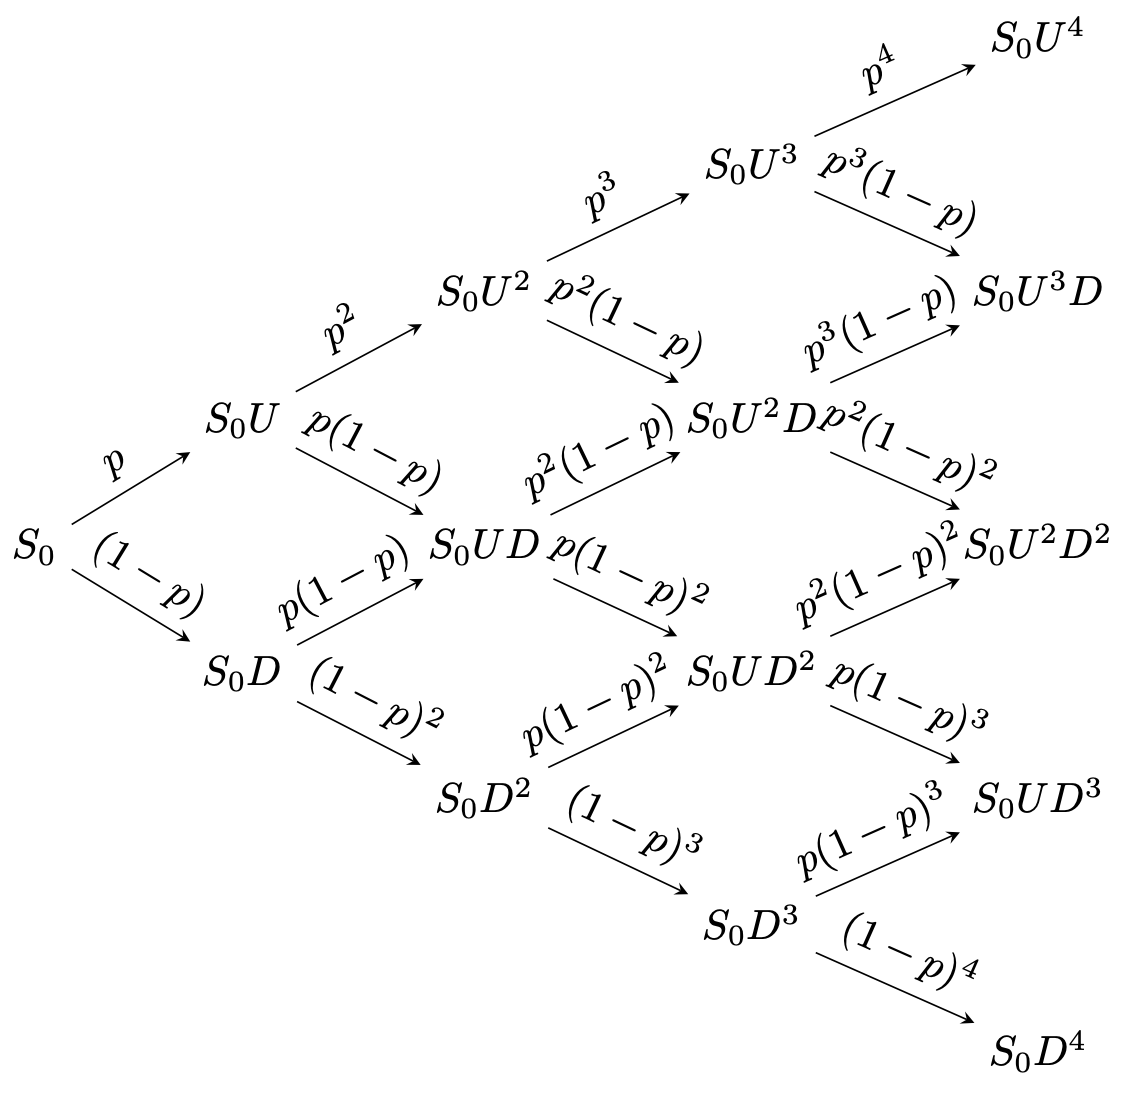 $S_0U^4$
$p^4$
$S_0U^3$
$p^3(1-p)$
$p^3$
$S_0U^2$
$p^2(1-p)$
$p^3(1-p)$
$S_0U^3D$
$p^2$
$S_0U$
$p(1-p)$
$p^2(1-p)$
$S_0U^2D$
$p^2(1-p)^2$
$p$
$S_0$
$(1-p)$
$p(1-p)$
$S_0UD$
$p(1-p)^2$
$p^2(1-p)^2$
$S_0U^2D^2$
$S_0D$
$(1-p)^2$
$p(1-p)^2$
$S_0UD^2$
$p(1-p)^3$
$S_0D^2$
$(1-p)^3$
$p(1-p)^3$
$S_0UD^3$
$S_0D^3$
$(1-p)^4$
$S_0D^4$